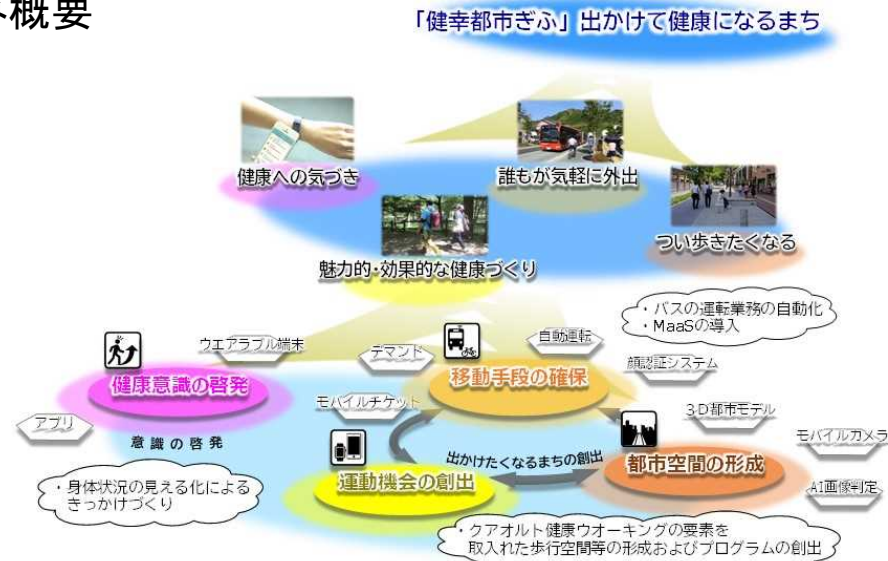 概要
「健幸都市ぎふ」出かけて健康になるまち
健康への気づき
誰もが気軽に外出
つい歩きたくなる
魅力的・効果的な健康づくり
・バスの運転業務の自動化
・MaaSの導入
ウエアラブル端末
デマンド
自動運転
顔認証システム
健康意識の啓発
移動手段の確保
モバイルチケット
3D都市モデル
アプリ
意識の啓発
モバイルカメラ
出かけたくなるまちの創出
都市空間の形成
運動機会の創出
AI画像判定
・身体状況の見える化による
きっかけづくり
・クアオルト健康ウオーキングの要素を
取入れた歩行空間等の形成およびプログラムの創出